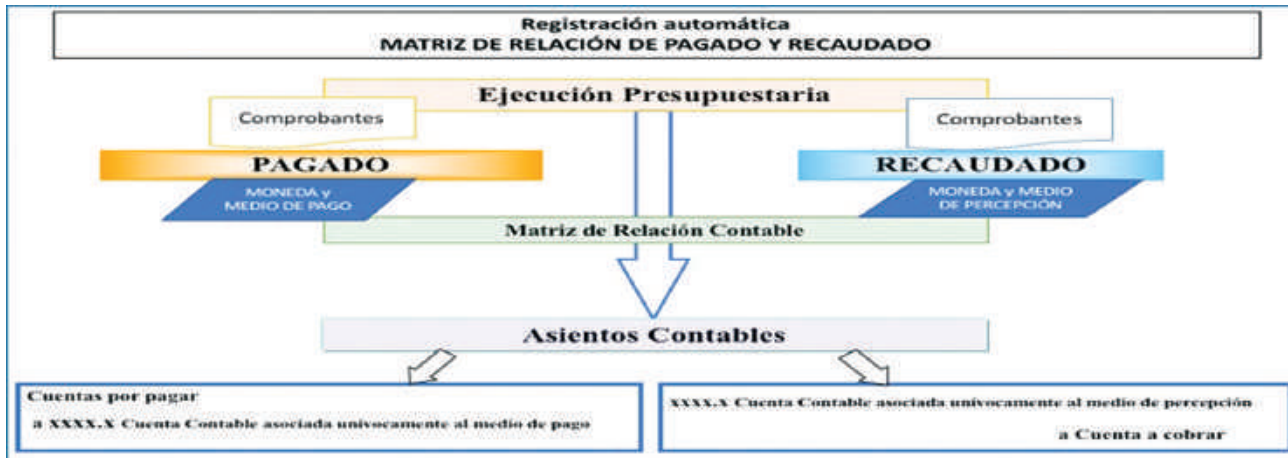 Registración automática
MATRIZ DE RELACIÓN DE PAGADO Y RECAUDADO
Ejecución Presupuestaria
Comprobantes
Comprobantes
PAGADO
RECAUDADO
MONEDA y
MEDIO DE PAGO
MONEDA y MEDIO
DE PERCEPCIÓN
Matriz de Relación Contable
Asientos Contables
Cuentas por pagar
a XXXX.X Cuenta Contable asociada unívocamente al medio de pago
XXXX.X Cuenta Contable asociada unívocamente al medio de percepción
a Cuenta a cobrar